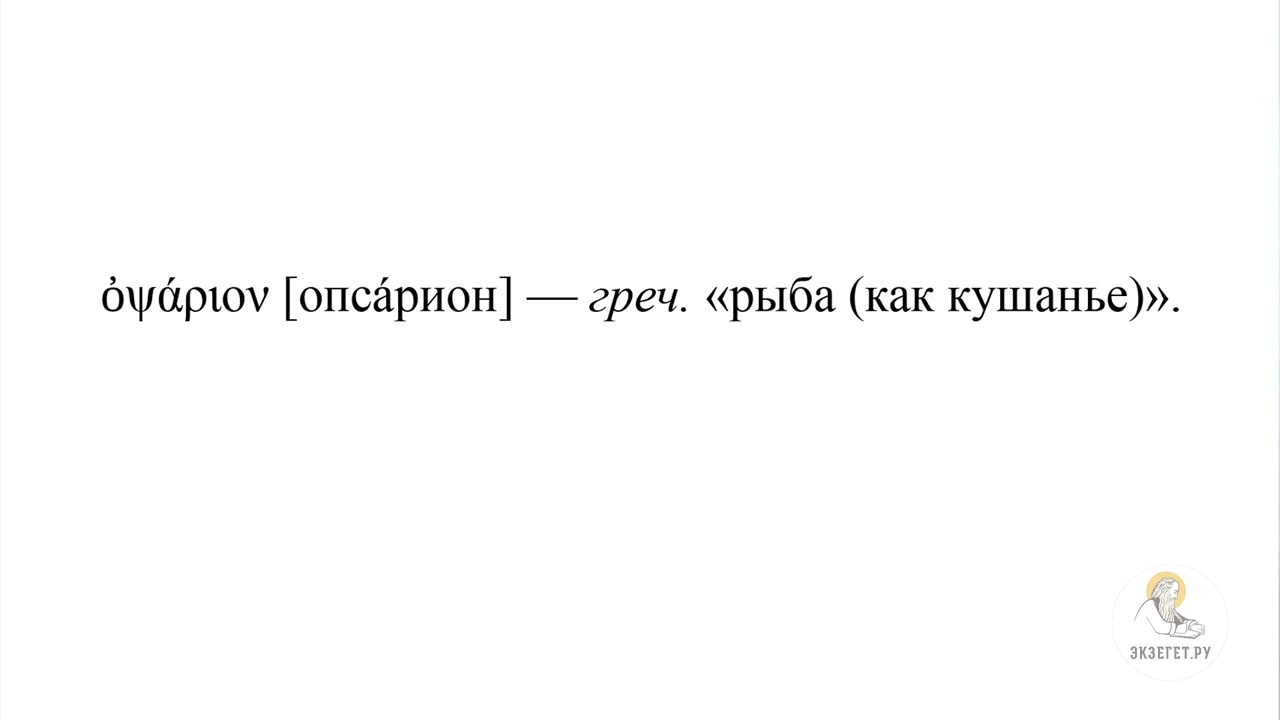 ὀψάριον [опса́рион] — греч. «рыба (как кушанье)».
ЭКЗЕГЕТ.РУ